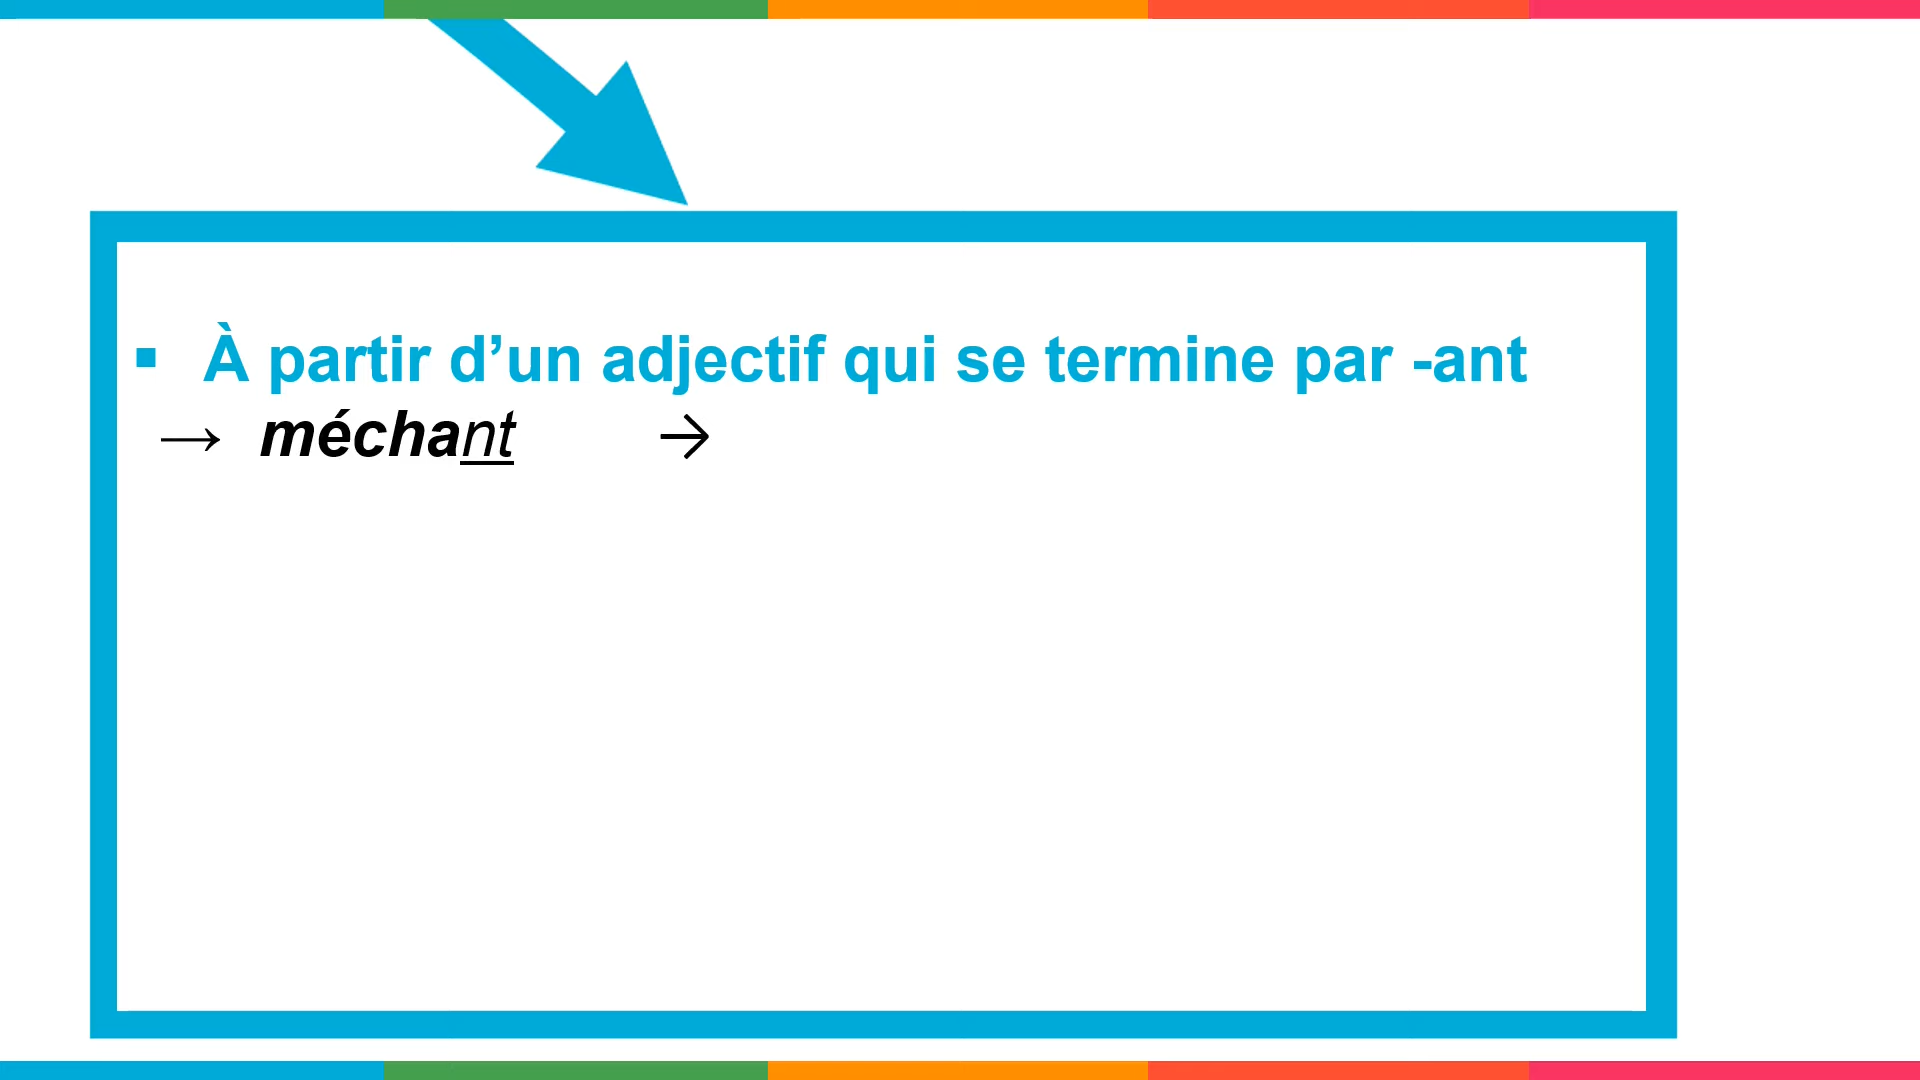 ▪ À partir d’un adjectif qui se termine par -ant
→ méchant →